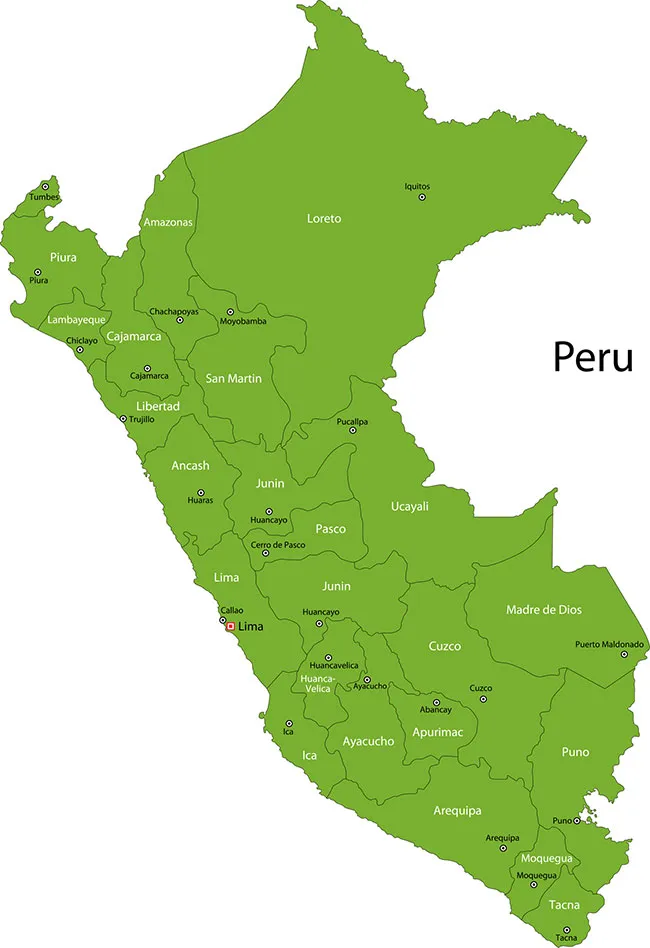 Iquitos
Tumbes
Loreto
Amazonas
Piura
Piura
Chachapoyas
Moyobamba
Lambayeque
Cajamarca
Chiclayo
Peru
Cajamarca
San Martin
Libertad
Trujillo
Pucallpa
Ancash
Junin
Huaras
Ucayali
Huancayo
Pasco
Cerro de Pasco
Lima
Junin
Callao
Huancayo
Madre de Dios
Lima
Cuzco
Puerto Maldonado
Huancavelica
Huanca-
Velica
Ayacucho
Cuzco
Abancay
Ica
Apurimac
Ayacucho
Ica
Puno
Arequipa
Puno
Arequipa
Moquegua
Moquegua
Tacna
Tacna